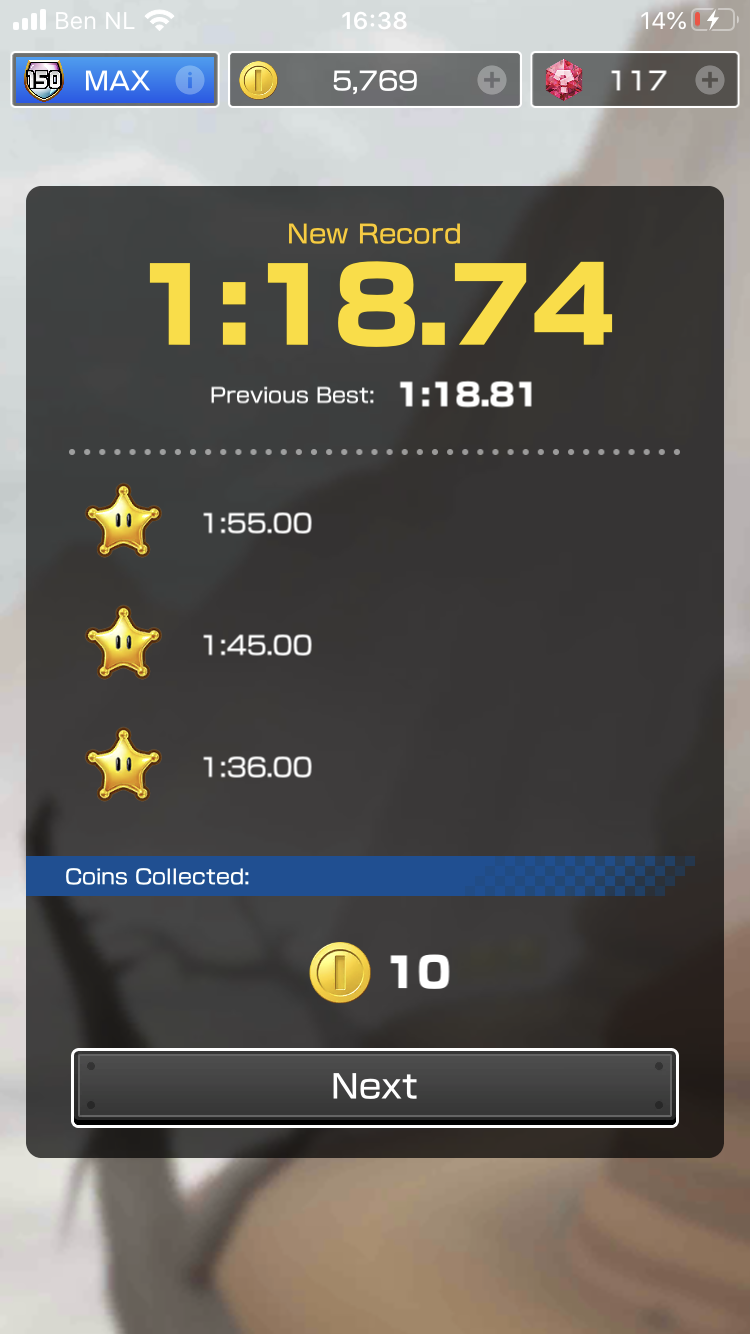 Ben NL 16:38 14%
150 MAX i 5,769 + 117 +
New Record
1:18.74
Previous Best: 1:18.81
1:55.00
1:45.00
1:36.00
Coins Collected:
10
Next